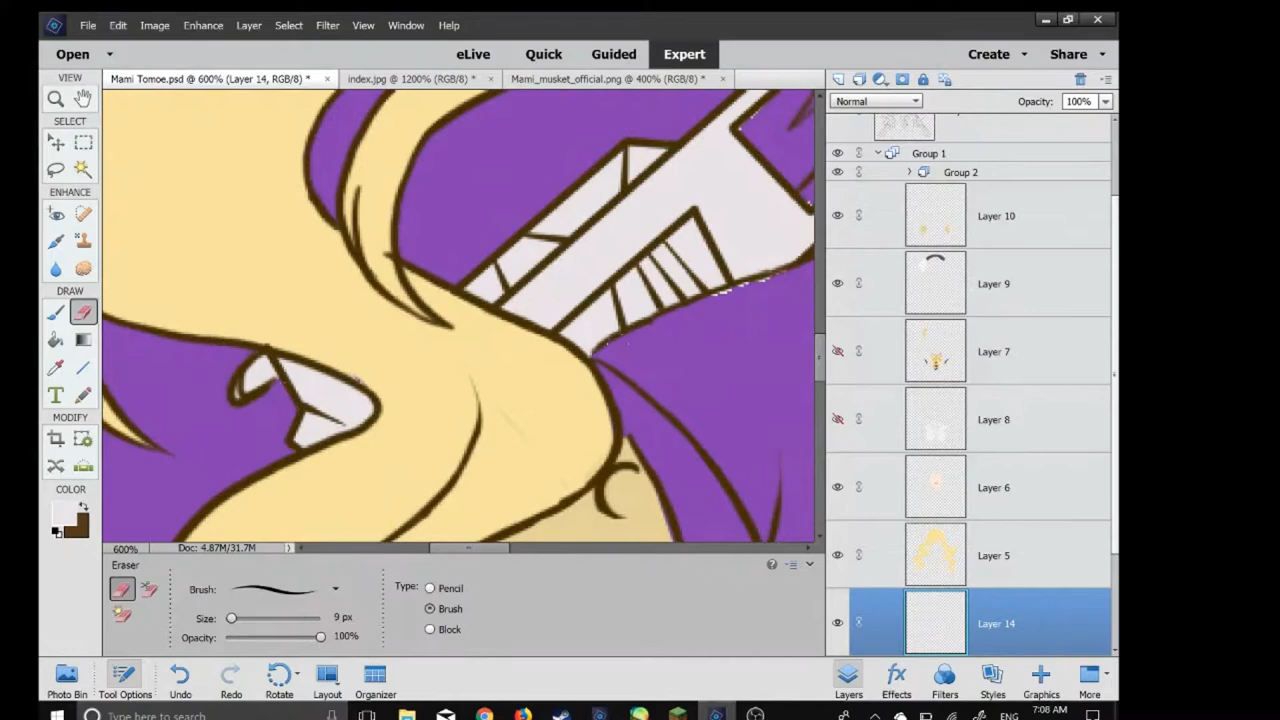 File Edit Image Enhance Layer Select Filter View Window Help
Open eLive Quick Guided Expert Create Share
VIEW Mami Tomoe.psd @ 600% (Layer 14, RGB/8) * × index.jpg @ 1200% (RGB/8) * × Mami_musket_official.png @ 400% (RGB/8) * ×
Normal Opacity: 100%
SELECT
Group 1
Group 2
ENHANCE
Layer 10
Layer 9
DRAW
Layer 7
MODIFY
Layer 8
COLOR
Layer 6
600% Doc: 4.87M/31.7M
Layer 5
Eraser
Brush: Type: Pencil
Size: 9 px Brush
Opacity: 100% Block
Layer 14
Photo Bin Tool Options Undo Redo Rotate Layout Organizer Layers Effects Filters Styles Graphics More
Type here to search ENG 7:08 AM